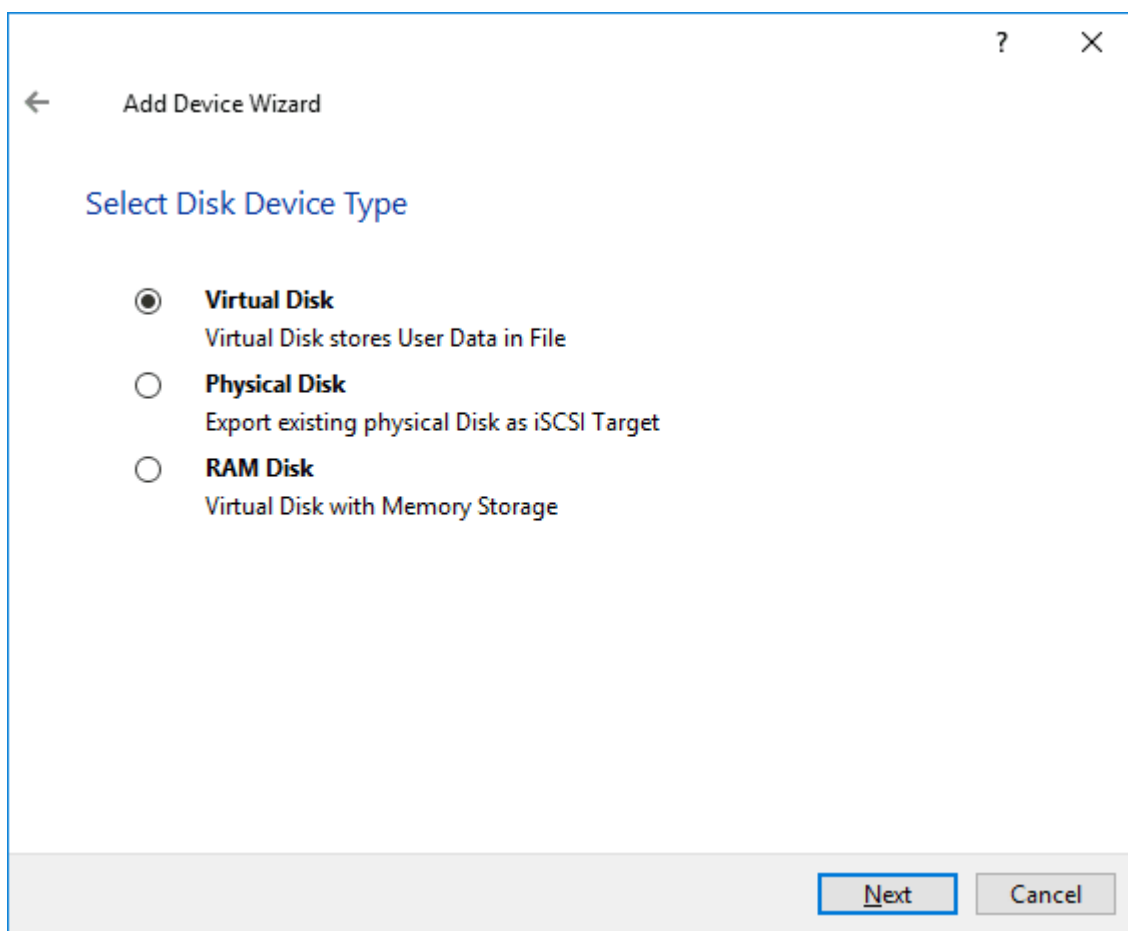 ?
Add Device Wizard
Select Disk Device Type
Virtual Disk
Virtual Disk stores User Data in File
Physical Disk
Export existing physical Disk as iSCSI Target
RAM Disk
Virtual Disk with Memory Storage
Next Cancel